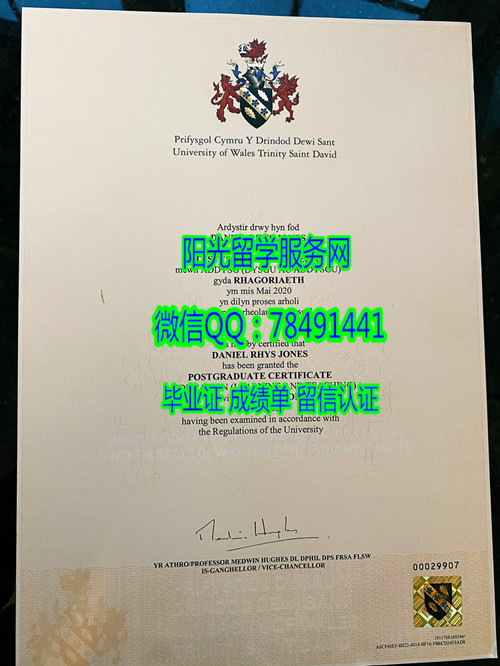 Prifysgol Cymru Y Drindod Dewi Sant
University of Wales Trinity Saint David
Ardystir drwy hyn fod
阳光留学服务网
gyda RHAGORIAETH
ym mis Mai 2020
yn dilyn proses arholi
微信QQ：78491441
certified that
DANIEL RHYS JONES
has been granted the
POSTGRADUATE CERTIFICATE
毕业证 成绩单 留信认证
having been examined in accordance with
the Regulations of the University
YR ATHRO/PROFESSOR MEDWIN HUGHES DL DPHIL DPS FRSA FLSW
IS-GANGHELLOR / VICE-CHANCELLOR
00029907